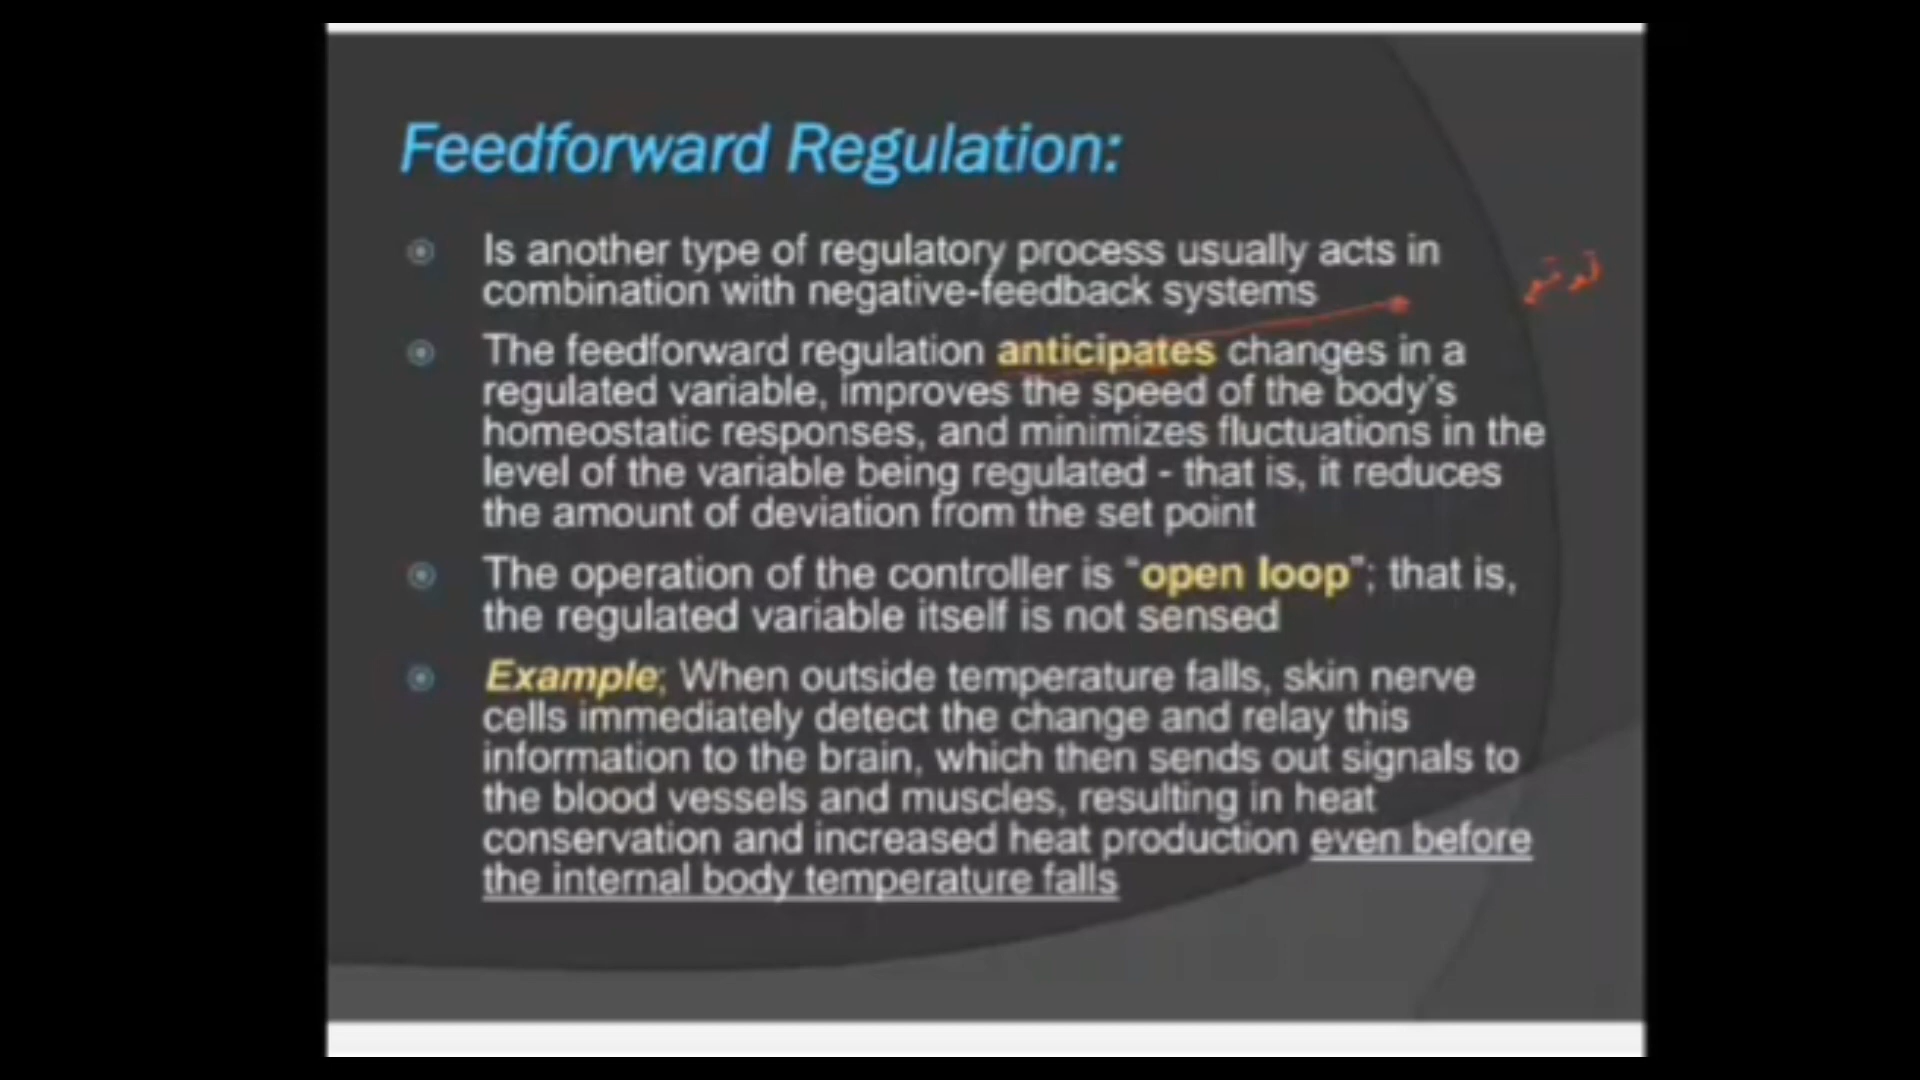 Feedforward Regulation:
Is another type of regulatory process usually acts in
combination with negative-feedback systems
The feedforward regulation anticipates changes in a
regulated variable, improves the speed of the body's
homeostatic responses, and minimizes fluctuations in the
level of the variable being regulated - that is, it reduces
the amount of deviation from the set point
The operation of the controller is "open loop"; that is,
the regulated variable itself is not sensed
Example; When outside temperature falls, skin nerve
cells immediately detect the change and relay this
information to the brain, which then sends out signals to
the blood vessels and muscles, resulting in heat
conservation and increased heat production even before
the internal body temperature falls